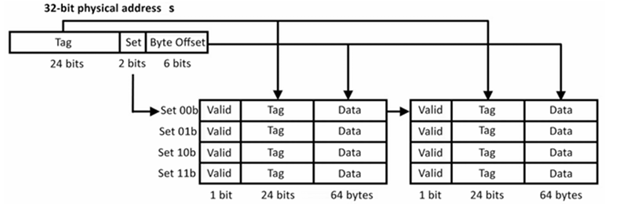 32-bit physical address s
Tag Set Byte Offset
24 bits 2 bits 6 bits
Set 00b Valid Tag Data Valid Tag Data
Set 01b Valid Tag Data Valid Tag Data
Set 10b Valid Tag Data Valid Tag Data
Set 11b Valid Tag Data Valid Tag Data
1 bit 24 bits 64 bytes 1 bit 24 bits 64 bytes